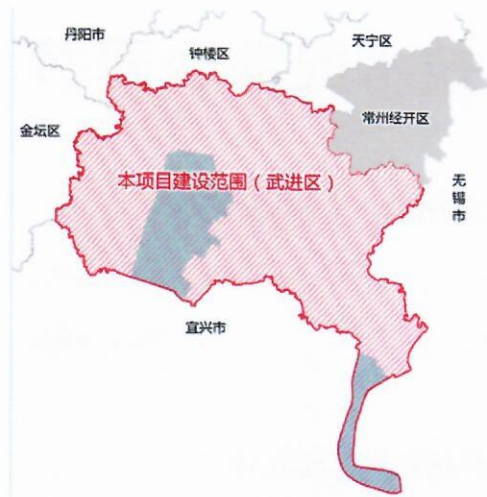 丹阳市
钟楼区
天宁区
金坛区
常州经开区
本项目建设范围（武进区）
无锡市
宜兴市